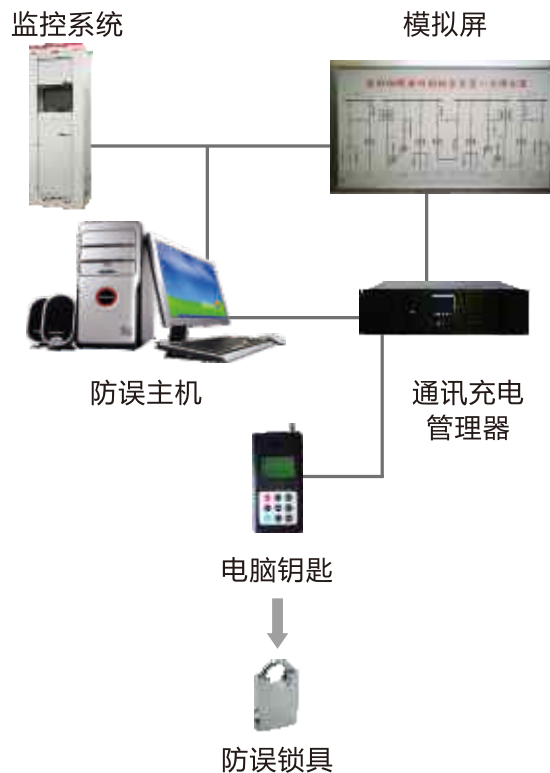 监控系统
模拟屏
防误主机
通讯充电
管理器
电脑钥匙
防误锁具